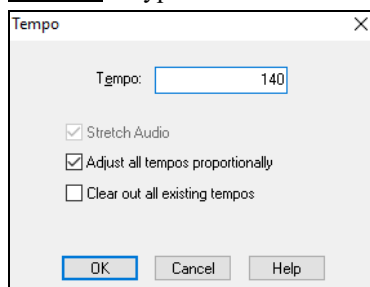 Tempo
Tempo: 140
Stretch Audio
Adjust all tempos proportionally
Clear out all existing tempos
OK Cancel Help